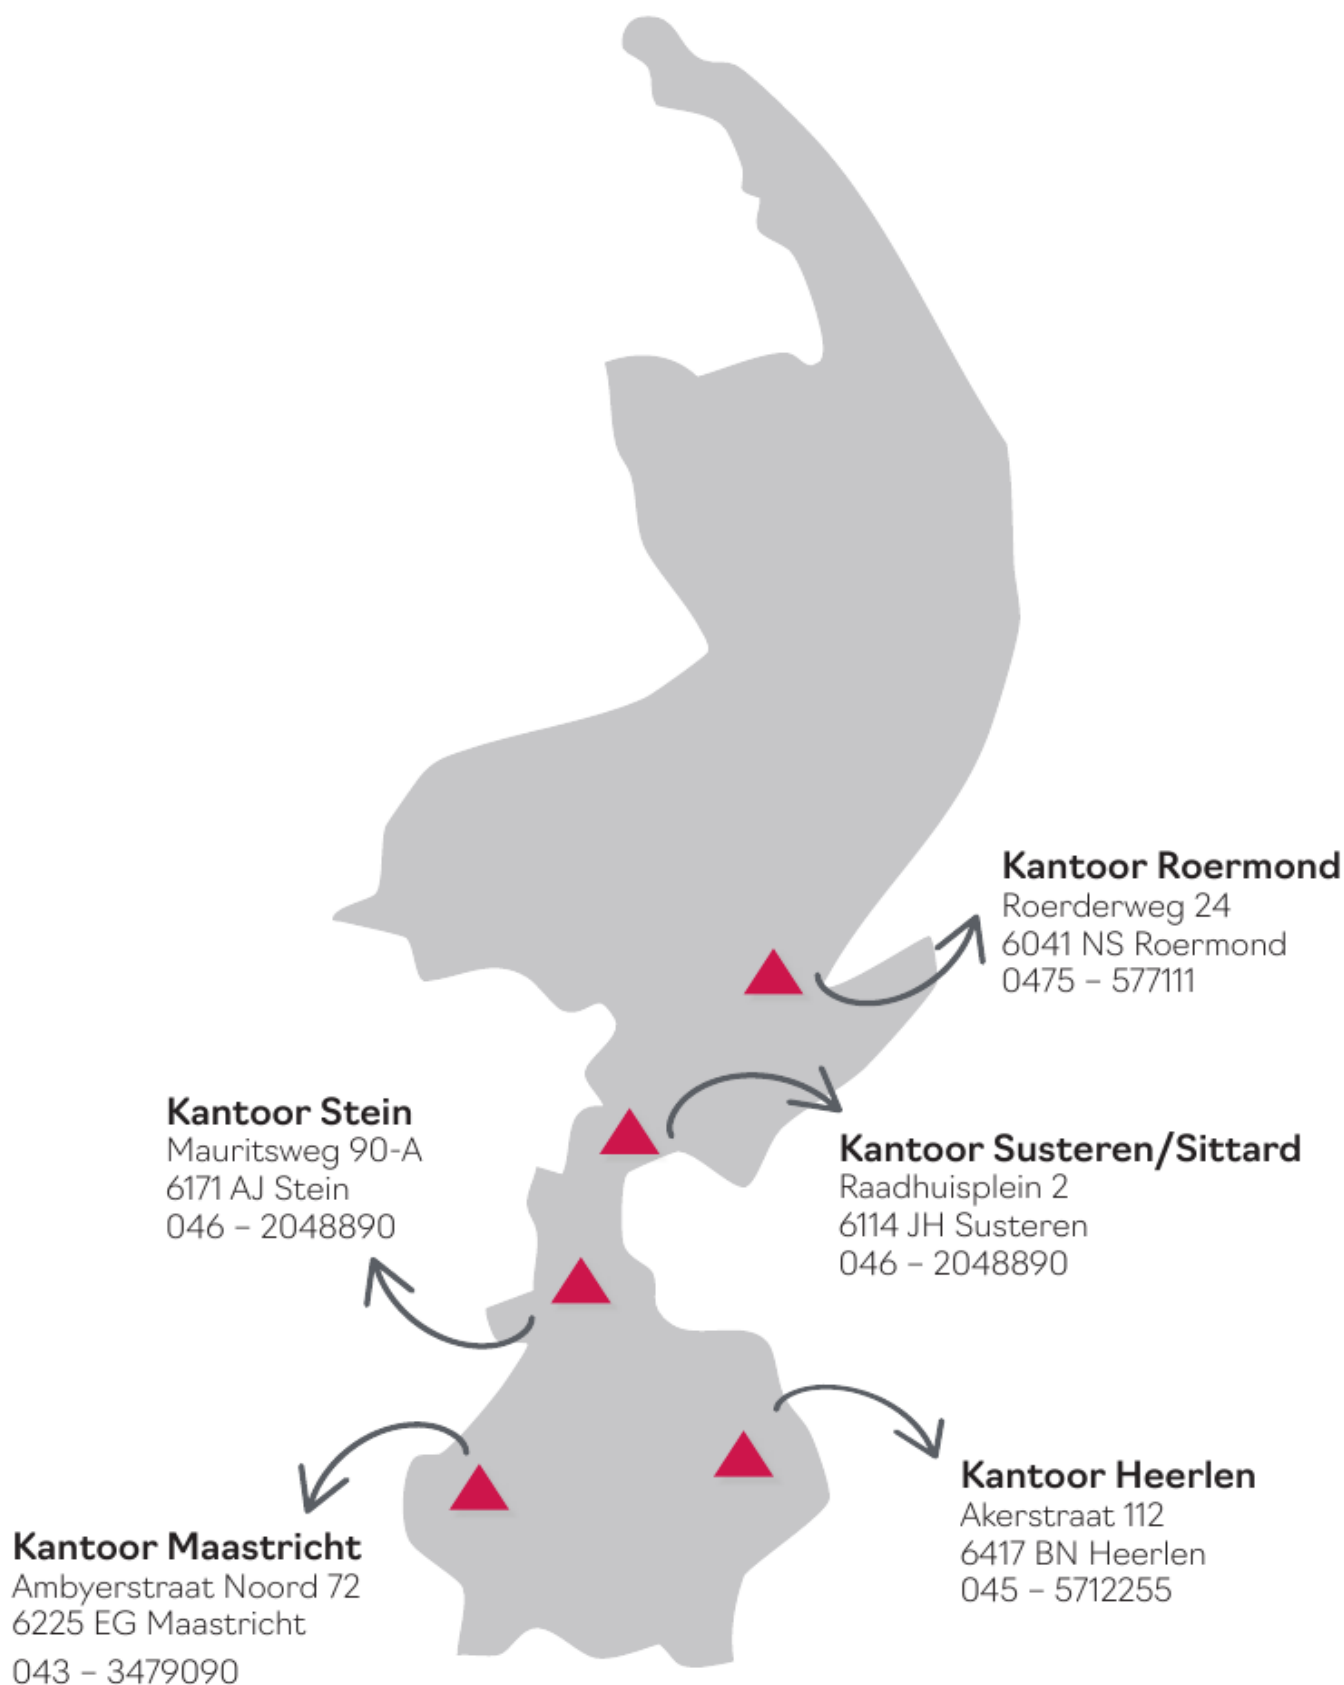 Kantoor Roermond
Roerderweg 24
6041 NS Roermond
0475 – 577111
Kantoor Stein
Mauritsweg 90-A
6171 AJ Stein
046 – 2048890
Kantoor Susteren/Sittard
Raadhuisplein 2
6114 JH Susteren
046 – 2048890
Kantoor Heerlen
Akerstraat 112
6417 BN Heerlen
045 – 5712255
Kantoor Maastricht
Ambyerstraat Noord 72
6225 EG Maastricht
043 – 3479090